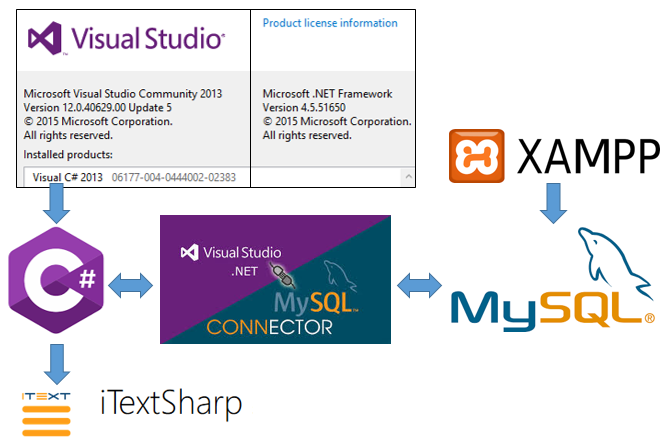 Visual Studio®
Product license information
Microsoft Visual Studio Community 2013
Version 12.0.40629.00 Update 5
© 2015 Microsoft Corporation.
All rights reserved.
Installed products:
Visual C# 2013 06177-004-0444002-02383
Microsoft .NET Framework
Version 4.5.51650
© 2015 Microsoft Corporation.
All rights reserved.
XAMPP
C#
Visual Studio
.NET
MySQL™
CONNECTOR
MySQL®
iTEXT
iTextSharp